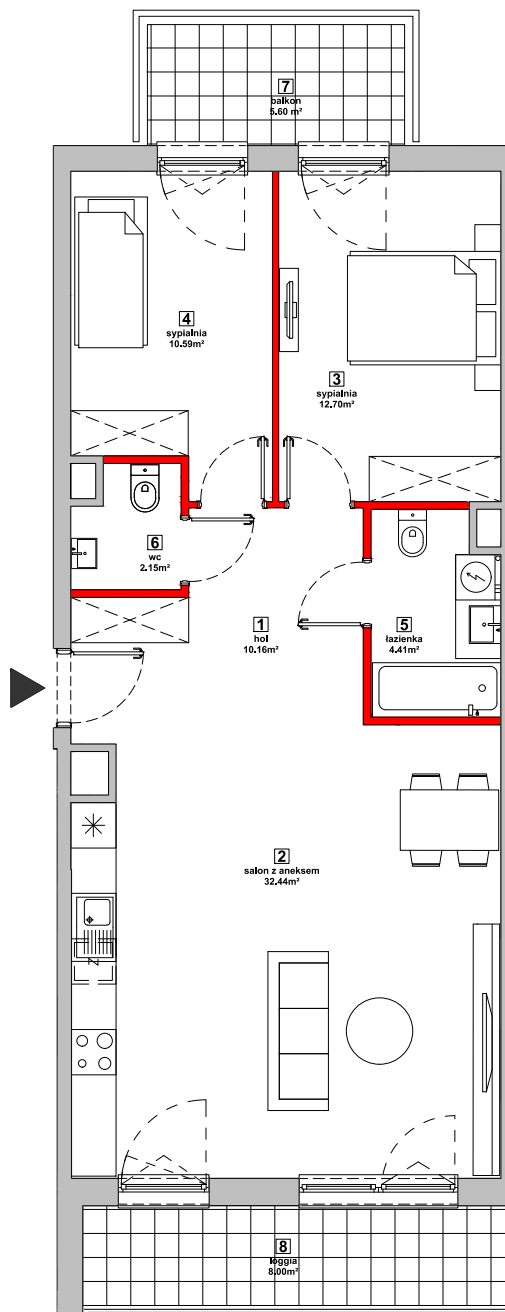 7
balkon
5.60 m²
4
sypialnia
10.59m²
3
sypialnia
12.70m²
6
wc
2.15m²
1
hol
10.16m²
5
łazienka
4.41m²
2
salon z aneksem
32.44m²
8
loggia
8.00m²